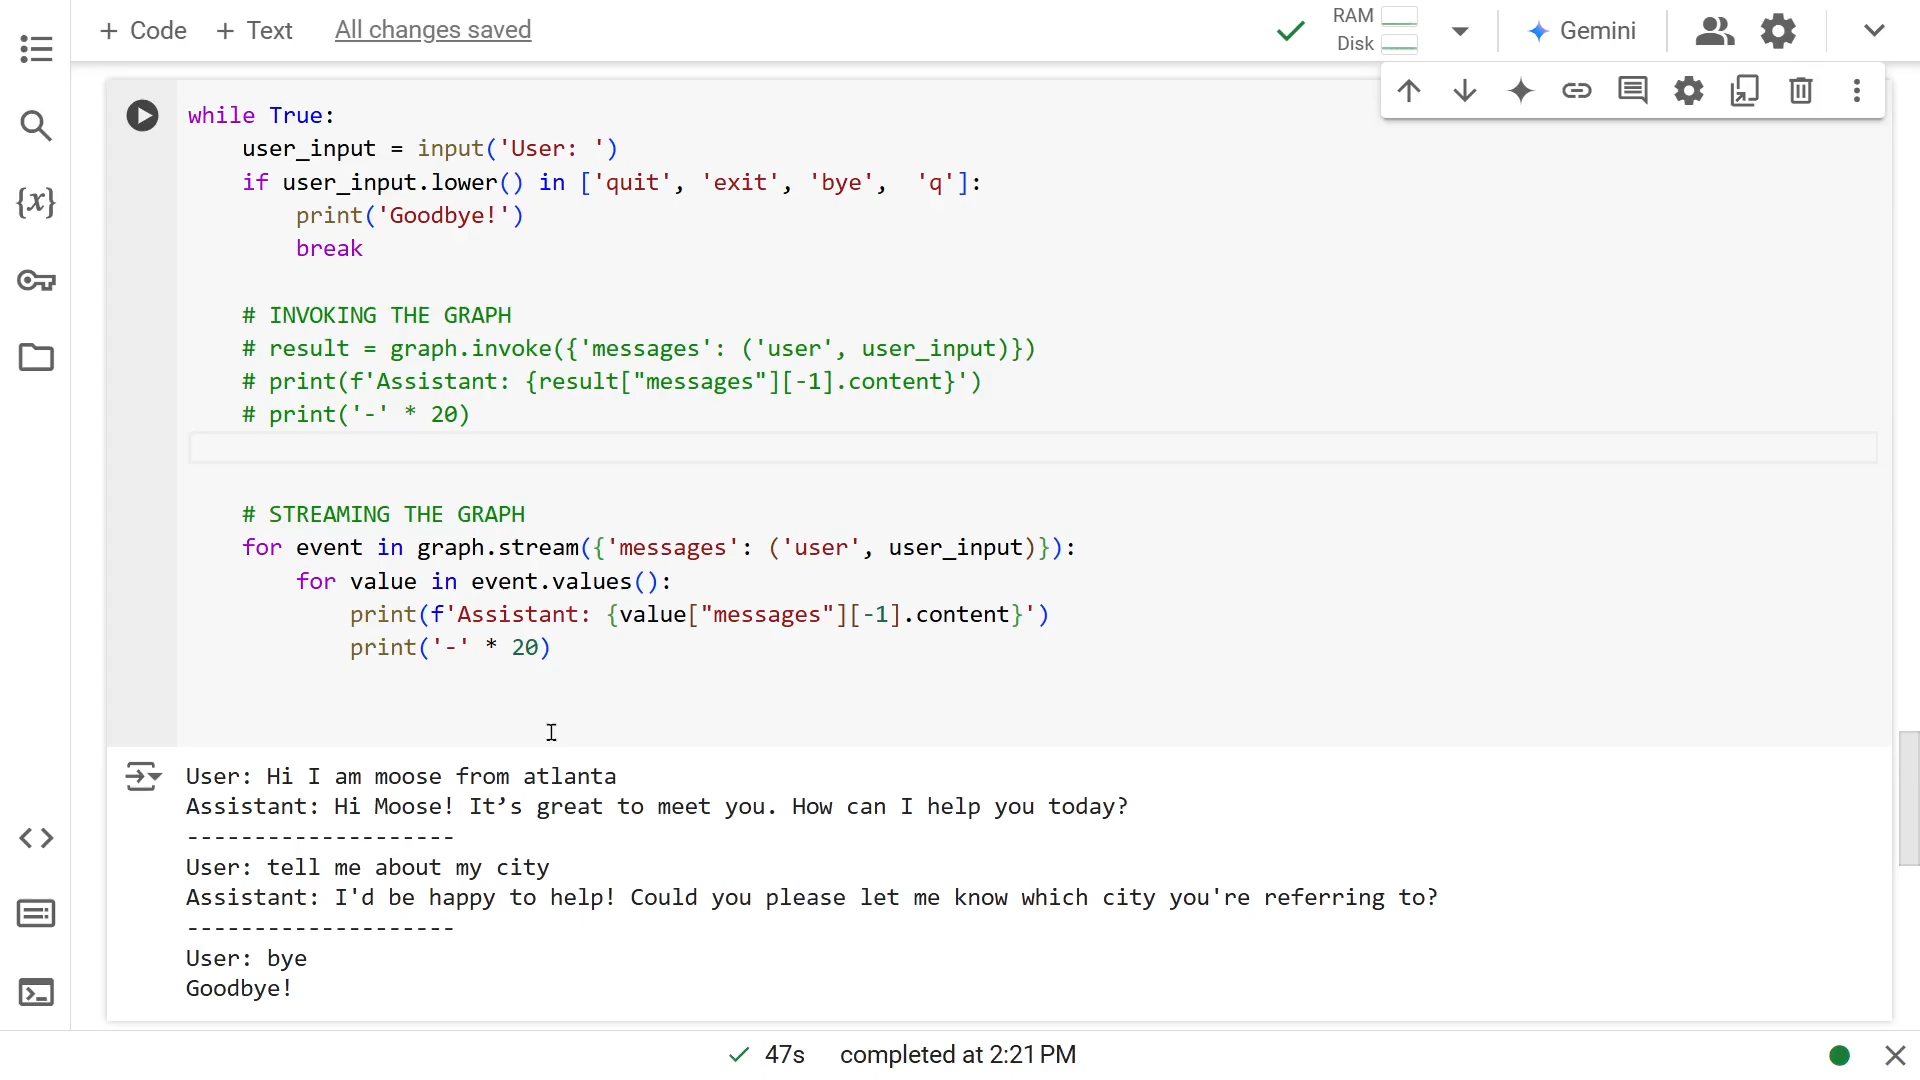 + Code + Text All changes saved RAM Disk Gemini
{x}
while True:
    user_input = input('User: ')
    if user_input.lower() in ['quit', 'exit', 'bye',  'q']:
        print('Goodbye!')
        break
    # INVOKING THE GRAPH
    # result = graph.invoke({'messages': ('user', user_input)})
    # print(f'Assistant: {result["messages"][-1].content}')
    # print('-' * 20)
    # STREAMING THE GRAPH
    for event in graph.stream({'messages': ('user', user_input)}):
        for value in event.values():
            print(f'Assistant: {value["messages"][-1].content}')
            print('-' * 20)
User: Hi I am moose from atlanta
Assistant: Hi Moose! It’s great to meet you. How can I help you today?
--------------------
User: tell me about my city
Assistant: I'd be happy to help! Could you please let me know which city you're referring to?
--------------------
User: bye
Goodbye!
47s completed at 2:21 PM